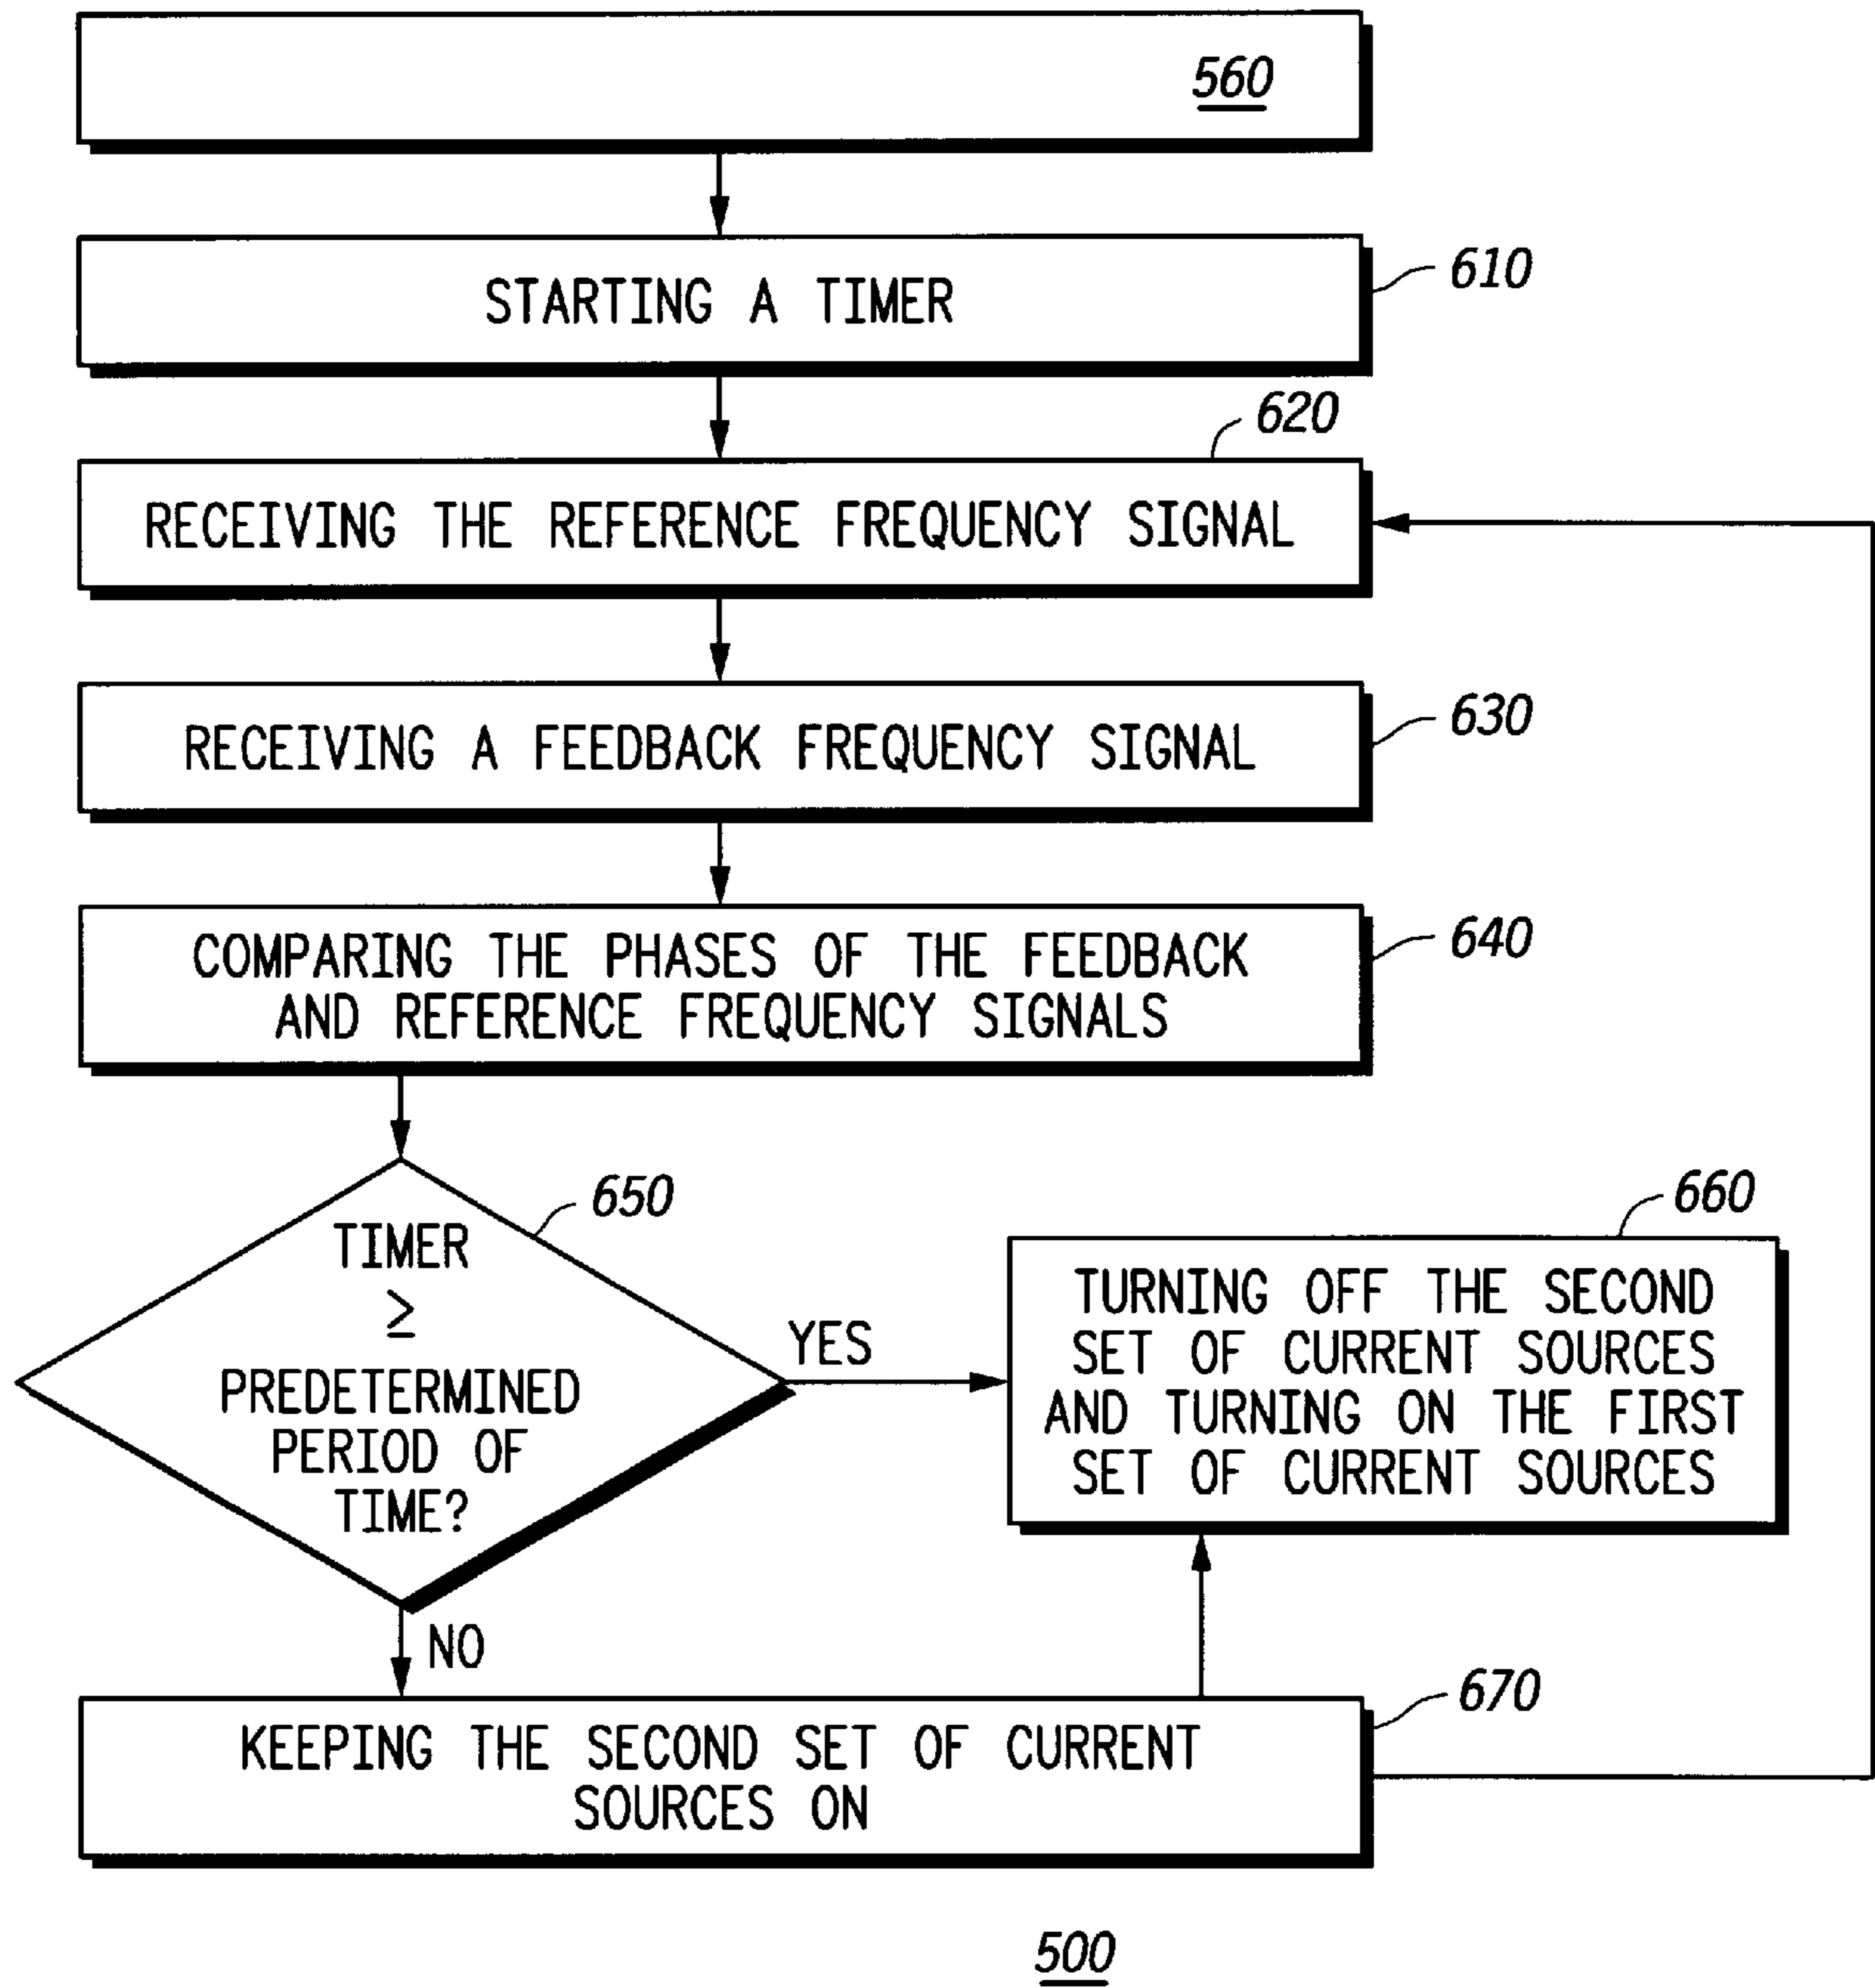 560
STARTING A TIMER
610
620
RECEIVING THE REFERENCE FREQUENCY SIGNAL
RECEIVING A FEEDBACK FREQUENCY SIGNAL
630
COMPARING THE PHASES OF THE FEEDBACK
AND REFERENCE FREQUENCY SIGNALS
640
650
TIMER
≥
PREDETERMINED
PERIOD OF
TIME?
YES
660
TURNING OFF THE SECOND
SET OF CURRENT SOURCES
AND TURNING ON THE FIRST
SET OF CURRENT SOURCES
NO
670
KEEPING THE SECOND SET OF CURRENT
SOURCES ON
500